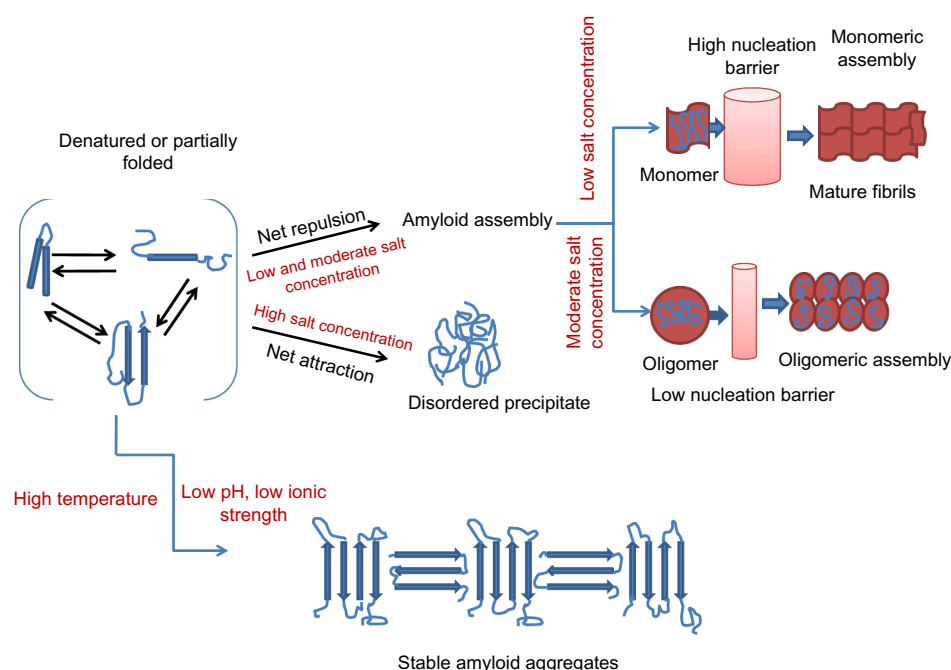 Denatured or partially
folded
Net repulsion
Low and moderate salt
concentration
High salt concentration
Net attraction
Amyloid assembly
Disordered precipitate
Low salt concentration
Moderate salt
concentration
High nucleation
barrier
Monomeric
assembly
Monomer
Mature fibrils
Oligomer
Oligomeric assembly
Low nucleation barrier
High temperature
Low pH, low ionic
strength
Stable amyloid aggregates